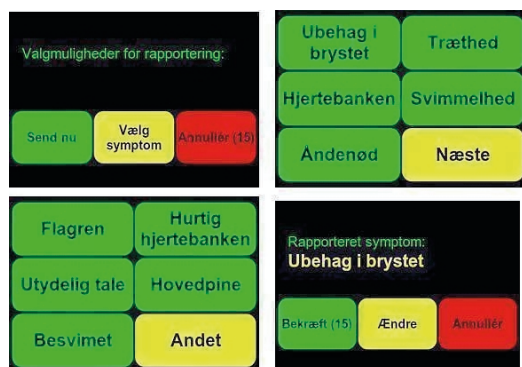 Valgmuligheder for rapportering:
Send nu
Vælg
symptom
Annullér (15)
Ubehag i
brystet
Træthed
Hjertebanken
Svimmelhed
Åndenød
Næste
Flagren
Hurtig
hjertebanken
Utydelig tale
Hovedpine
Besvimet
Andet
Rapporteret symptom:
Ubehag i brystet
Bekræft (15)
Ændre
Annullér